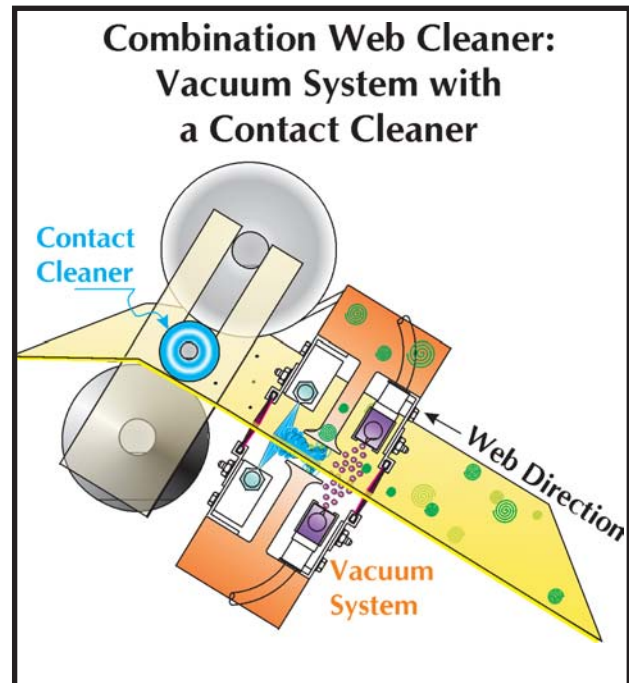 Combination Web Cleaner:
Vacuum System with
a Contact Cleaner
Contact
Cleaner
Web Direction
Vacuum
System